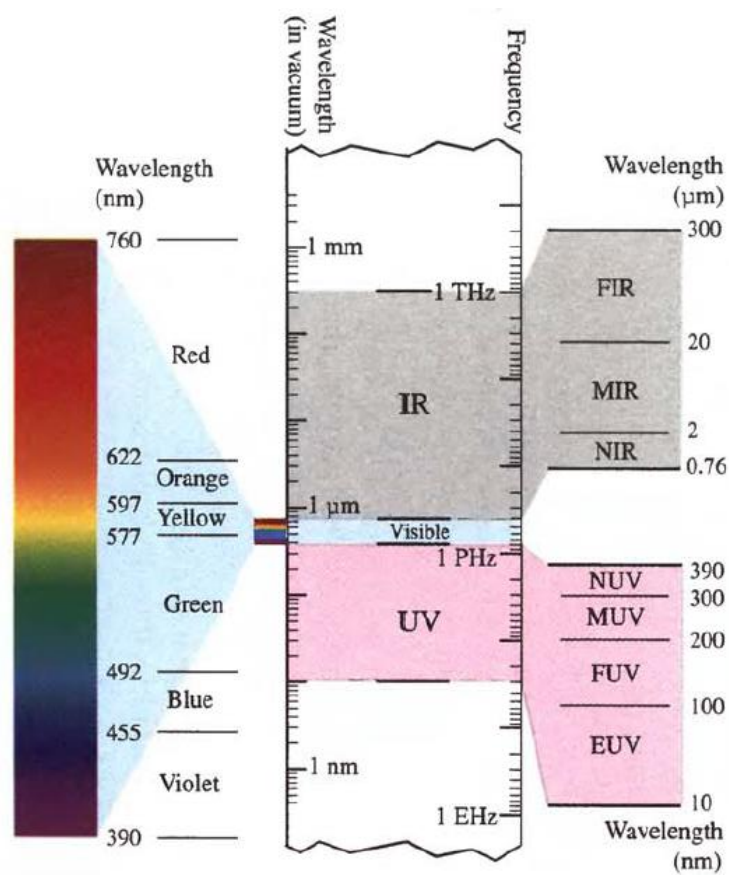 Wavelength
(in vacuum)
Frequency
Wavelength
(nm)
760
Red
622
Orange
597
Yellow
577
Green
492
Blue
455
Violet
390
1 mm
1 THz
IR
1 µm
Visible
1 PHz
UV
1 nm
1 EHz
Wavelength
(µm)
300
FIR
20
MIR
2
NIR
0.76
390
NUV
300
MUV
200
FUV
100
EUV
10
Wavelength
(nm)